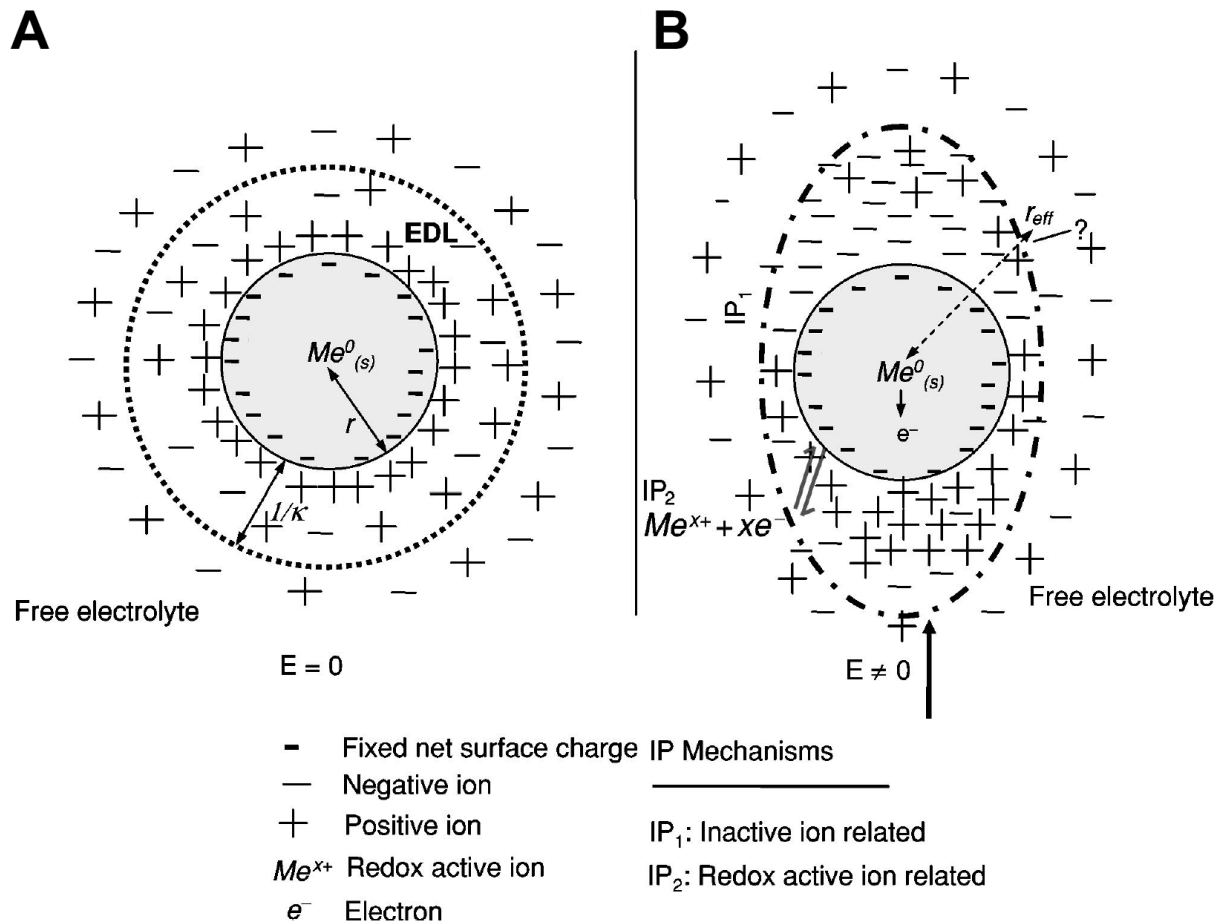 A
B
EDL
Me⁰₍s₎
r
1/κ
Free electrolyte
E = 0
r_eff
?
IP₁
Me⁰₍s₎
e⁻
IP₂
Meˣ⁺ + xe⁻
Free electrolyte
E ≠ 0
- Fixed net surface charge
— Negative ion
+ Positive ion
Meˣ⁺ Redox active ion
e⁻ Electron
IP Mechanisms
IP₁: Inactive ion related
IP₂: Redox active ion related